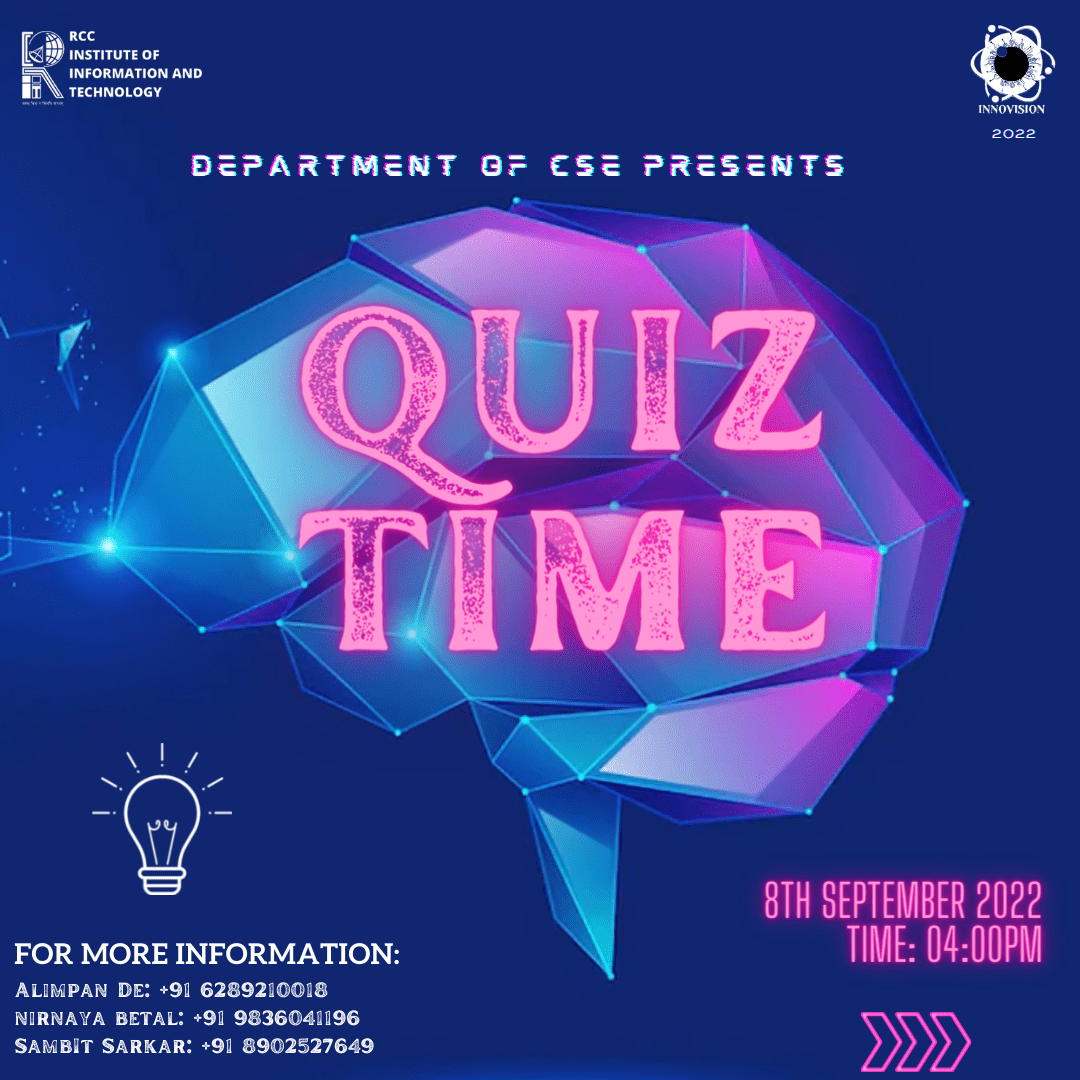 RCC
INSTITUTE OF
INFORMATION AND
TECHNOLOGY
INNOVISION
2022
DEPARTMENT OF CSE PRESENTS
QUIZ
TIME
8TH SEPTEMBER 2022
TIME: 04:00PM
FOR MORE INFORMATION:
ALIMPAN DE: +91 6289210018
NIRNAYA BETAL: +91 9836041196
SAMBIT SARKAR: +91 8902527649